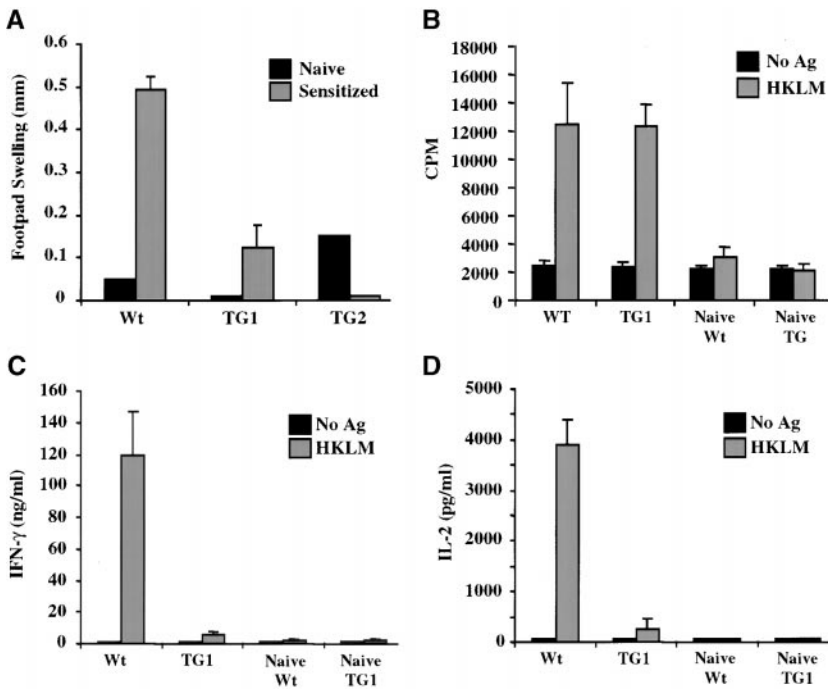 A
Footpad Swelling (mm)
0.6
0.5
0.4
0.3
0.2
0.1
0
Naive
Sensitized
Wt TG1 TG2
B
CPM
18000
16000
14000
12000
10000
8000
6000
4000
2000
0
No Ag
HKLM
WT TG1 Naive Naive
Wt TG
C
IFN-γ (ng/ml)
160
140
120
100
80
60
40
20
0
No Ag
HKLM
Wt TG1 Naive Naive
Wt TG1
D
IL-2 (pg/ml)
5000
4000
3000
2000
1000
0
No Ag
HKLM
Wt TG1 Naive Naive
Wt TG1